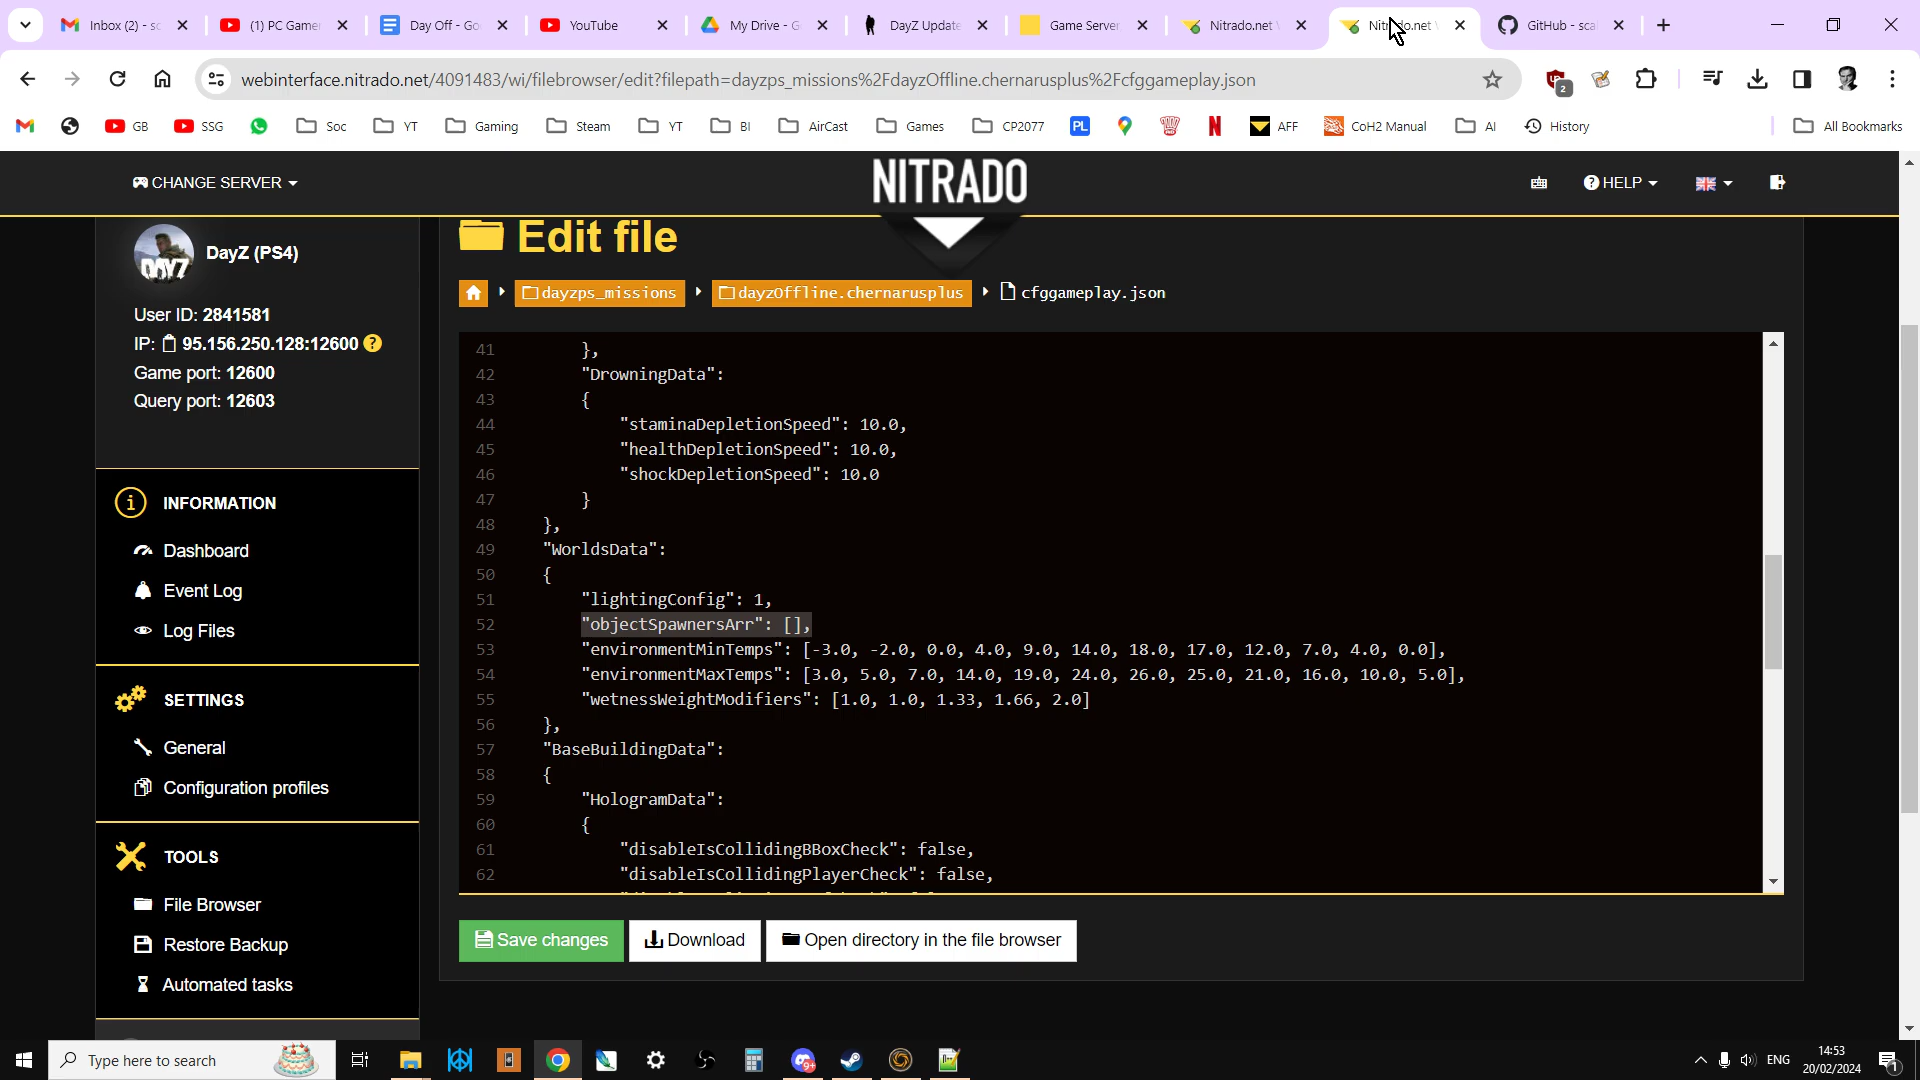 Inbox (2) - sc
(1) PC Game
Day Off - Go
YouTube
My Drive - G
DayZ Update
Game Server
Nitrado.net
Nitrado.net
GitHub - sca
webinterface.nitrado.net/4091483/wi/filebrowser/edit?filepath=dayzps_missions%2FdayzOffline.chernarusplus%2Fcfggameplay.json
2
GB
SSG
Soc
YT
Gaming
Steam
YT
BI
AirCast
Games
CP2077
PL
AFF
CoH2 Manual
AI
History
All Bookmarks
CHANGE SERVER
NITRADO
HELP
DAYZ
DayZ (PS4)
User ID: 2841581
IP: 95.156.250.128:12600
Game port: 12600
Query port: 12603
INFORMATION
Dashboard
Event Log
Log Files
SETTINGS
General
Configuration profiles
TOOLS
File Browser
Restore Backup
Automated tasks
Edit file
dayzps_missions
dayzOffline.chernarusplus
cfggameplay.json
41 },
42 "DrowningData":
43 {
44 "staminaDepletionSpeed": 10.0,
45 "healthDepletionSpeed": 10.0,
46 "shockDepletionSpeed": 10.0
47 }
48 },
49 "WorldsData":
50 {
51 "lightingConfig": 1,
52 "objectSpawnersArr": [],
53 "environmentMinTemps": [-3.0, -2.0, 0.0, 4.0, 9.0, 14.0, 18.0, 17.0, 12.0, 7.0, 4.0, 0.0],
54 "environmentMaxTemps": [3.0, 5.0, 7.0, 14.0, 19.0, 24.0, 26.0, 25.0, 21.0, 16.0, 10.0, 5.0],
55 "wetnessWeightModifiers": [1.0, 1.0, 1.33, 1.66, 2.0]
56 },
57 "BaseBuildingData":
58 {
59 "HologramData":
60 {
61 "disableIsCollidingBBoxCheck": false,
62 "disableIsCollidingPlayerCheck": false,
Save changes
Download
Open directory in the file browser
Type here to search
9+
ENG
14:53
20/02/2024
1